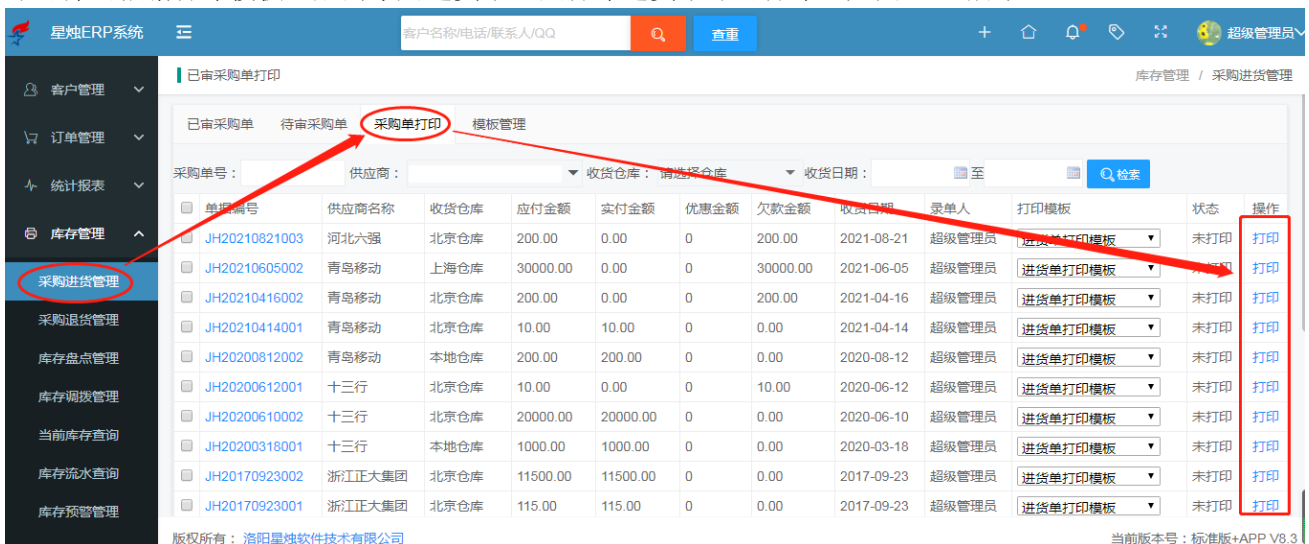 星烛ERP系统
客户名称/电话/联系人/QQ
查重
超级管理员
客户管理
订单管理
统计报表
库存管理
采购进货管理
采购退货管理
库存盘点管理
库存调拨管理
当前库存查询
库存流水查询
库存预警管理
已审采购单打印
库存管理 / 采购进货管理
已审采购单 待审采购单 采购单打印 模板管理
采购单号： 供应商： 收货仓库： 请选择仓库 收货日期： 至 检索
单据编号 供应商名称 收货仓库 应付金额 实付金额 优惠金额 欠款金额 收货日期 录单人 打印模板 状态 操作
JH20210821003 河北六强 北京仓库 200.00 0.00 0 200.00 2021-08-21 超级管理员 进货单打印模板 未打印 打印
JH20210605002 青岛移动 上海仓库 30000.00 0.00 0 30000.00 2021-06-05 超级管理员 进货单打印模板 未打印 打印
JH20210416002 青岛移动 北京仓库 200.00 0.00 0 200.00 2021-04-16 超级管理员 进货单打印模板 未打印 打印
JH20210414001 青岛移动 北京仓库 10.00 10.00 0 0.00 2021-04-14 超级管理员 进货单打印模板 未打印 打印
JH20200812002 青岛移动 本地仓库 200.00 200.00 0 0.00 2020-08-12 超级管理员 进货单打印模板 未打印 打印
JH20200612001 十三行 北京仓库 10.00 0.00 0 10.00 2020-06-12 超级管理员 进货单打印模板 未打印 打印
JH20200610002 十三行 北京仓库 20000.00 20000.00 0 0.00 2020-06-10 超级管理员 进货单打印模板 未打印 打印
JH20200318001 十三行 本地仓库 1000.00 1000.00 0 0.00 2020-03-18 超级管理员 进货单打印模板 未打印 打印
JH20170923002 浙江正大集团 北京仓库 11500.00 11500.00 0 0.00 2017-09-23 超级管理员 进货单打印模板 未打印 打印
JH20170923001 浙江正大集团 北京仓库 115.00 115.00 0 0.00 2017-09-23 超级管理员 进货单打印模板 未打印 打印
版权所有： 洛阳星烛软件技术有限公司
当前版本号：标准版+APP V8.3